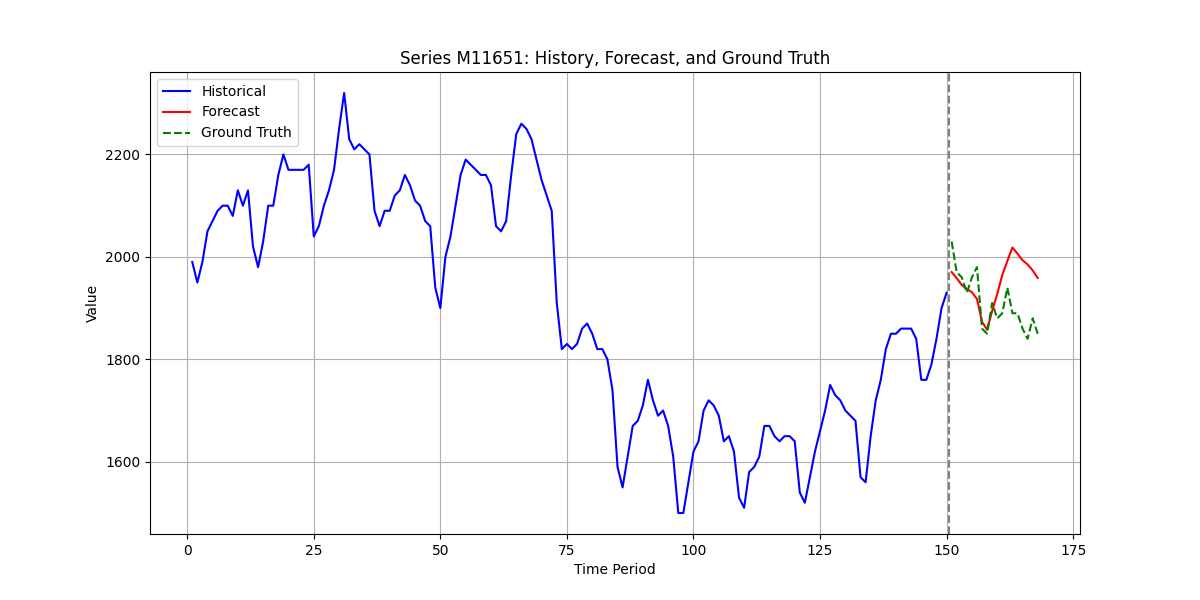 Series M11651: History, Forecast, and Ground Truth
Historical
Forecast
Ground Truth
Value
2200
2000
1800
1600
0 25 50 75 100 125 150 175
Time Period